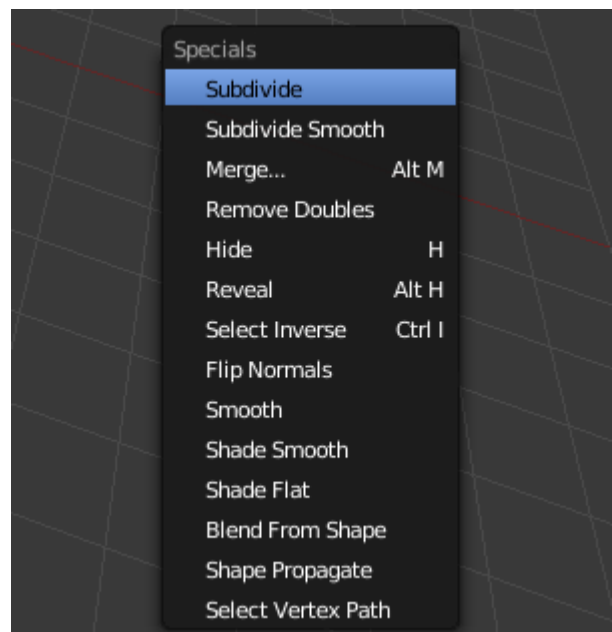 Specials
Subdivide
Subdivide Smooth
Merge... Alt M
Remove Doubles
Hide H
Reveal Alt H
Select Inverse Ctrl I
Flip Normals
Smooth
Shade Smooth
Shade Flat
Blend From Shape
Shape Propagate
Select Vertex Path